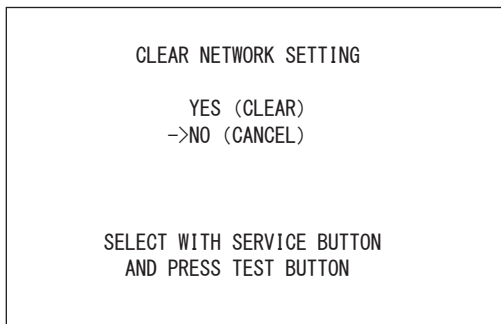 CLEAR NETWORK SETTING
YES (CLEAR)
->NO (CANCEL)
SELECT WITH SERVICE BUTTON
AND PRESS TEST BUTTON